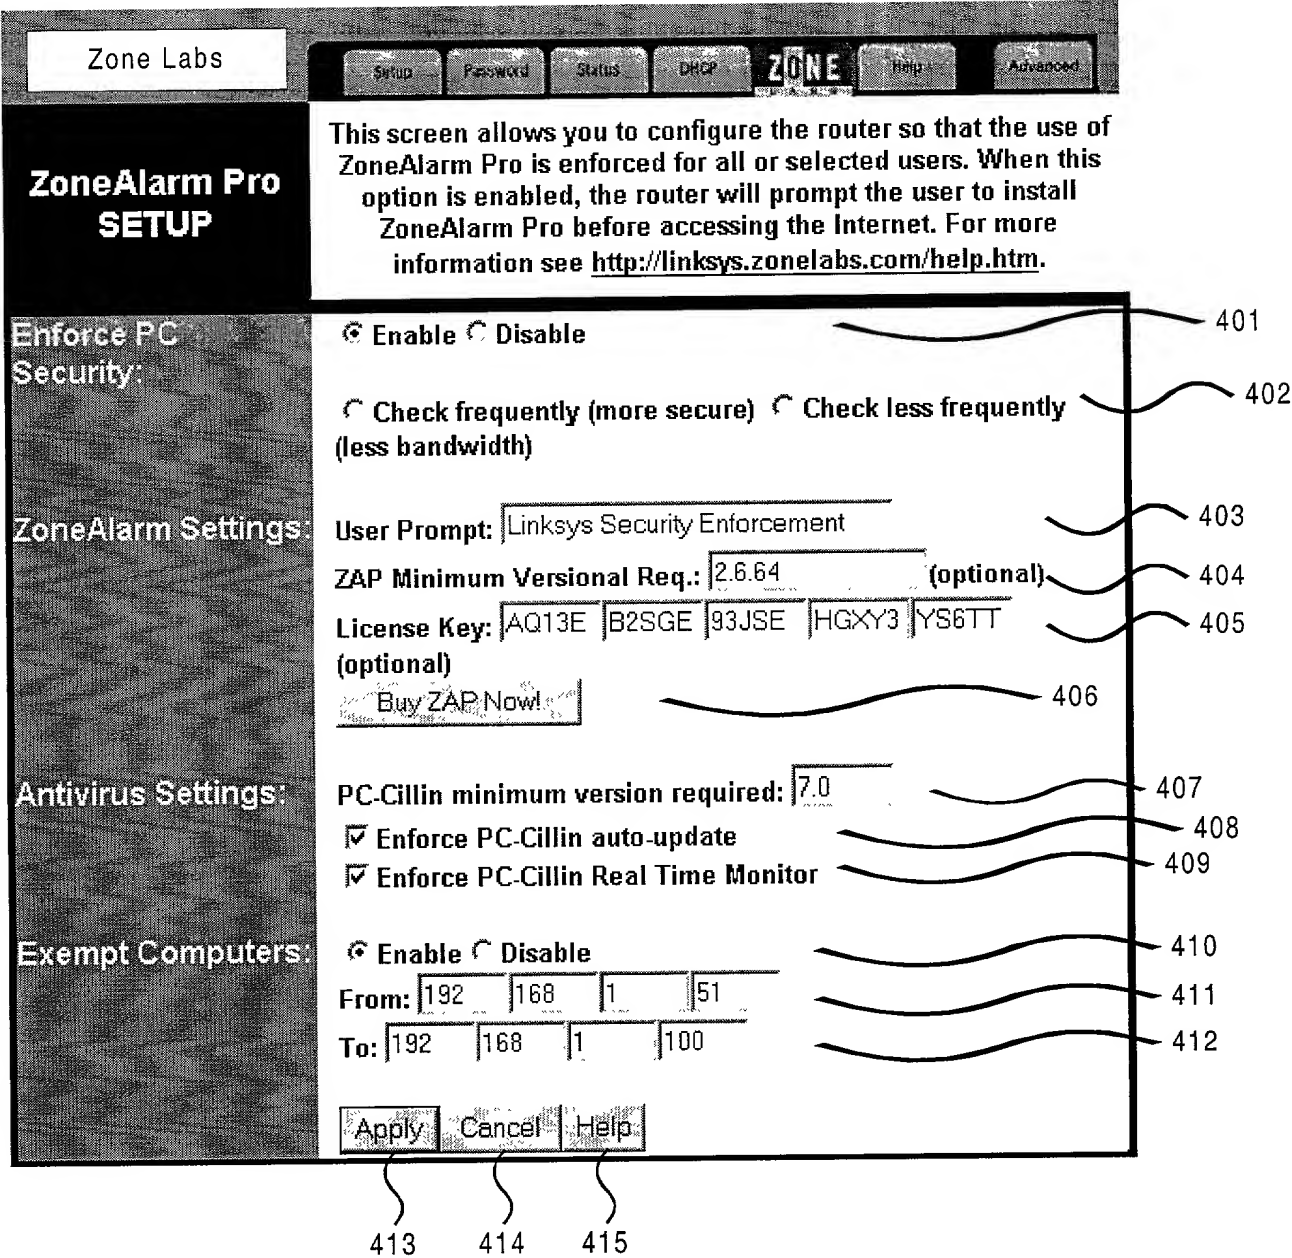 Zone Labs
Setup Password Status DHCP ZONE Help Advanced
ZoneAlarm Pro
SETUP
This screen allows you to configure the router so that the use of
ZoneAlarm Pro is enforced for all or selected users. When this
option is enabled, the router will prompt the user to install
ZoneAlarm Pro before accessing the Internet. For more
information see http://linksys.zonelabs.com/help.htm.
Enforce PC
Security:
Enable Disable 401
Check frequently (more secure) Check less frequently 402
(less bandwidth)
ZoneAlarm Settings: User Prompt: Linksys Security Enforcement 403
ZAP Minimum Versional Req.: 2.6.64 (optional) 404
License Key: AQ13E B2SGE 93JSE HGXY3 YS6TT 405
(optional)
Buy ZAP Now! 406
Antivirus Settings: PC-Cillin minimum version required: 7.0 407
Enforce PC-Cillin auto-update 408
Enforce PC-Cillin Real Time Monitor 409
Exempt Computers: Enable Disable 410
From: 192 168 1 51 411
To: 192 168 1 100 412
Apply Cancel Help
413 414 415